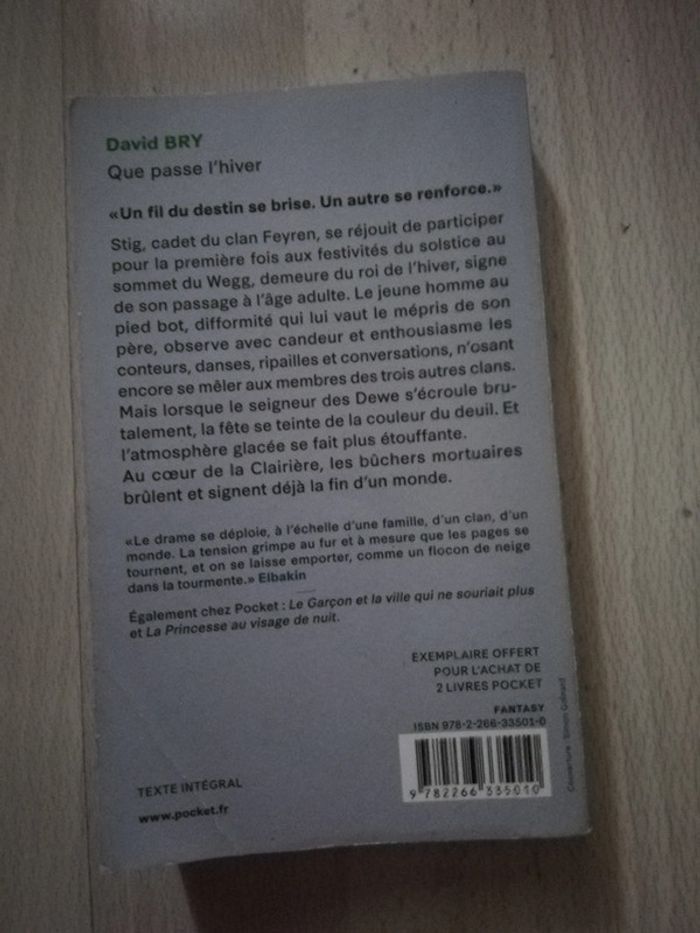 David BRY
Que passe l'hiver
«Un fil du destin se brise. Un autre se renforce.»
Stig, cadet du clan Feyren, se réjouit de participer
pour la première fois aux festivités du solstice au
sommet du Wegg, demeure du roi de l'hiver, signe
de son passage à l'âge adulte. Le jeune homme au
pied bot, difformité qui lui vaut le mépris de son
père, observe avec candeur et enthousiasme les
conteurs, danses, ripailles et conversations, n'osant
encore se mêler aux membres des trois autres clans.
Mais lorsque le seigneur des Dewe s'écroule bru-
talement, la fête se teinte de la couleur du deuil. Et
l'atmosphère glacée se fait plus étouffante.
Au cœur de la Clairière, les bûchers mortuaires
brûlent et signent déjà la fin d'un monde.
«Le drame se déploie, à l'échelle d'une famille, d'un clan, d'un
monde. La tension grimpe au fur et à mesure que les pages se
tournent, et on se laisse emporter, comme un flocon de neige
dans la tourmente.» Elbakin
Également chez Pocket : Le Garçon et la ville qui ne souriait plus
et La Princesse au visage de nuit.
EXEMPLAIRE OFFERT
POUR L'ACHAT DE
2 LIVRES POCKET
FANTASY
ISBN 978-2-266-33501-0
9 782266 335010
TEXTE INTÉGRAL
www.pocket.fr
Couverture : Simon Goinard